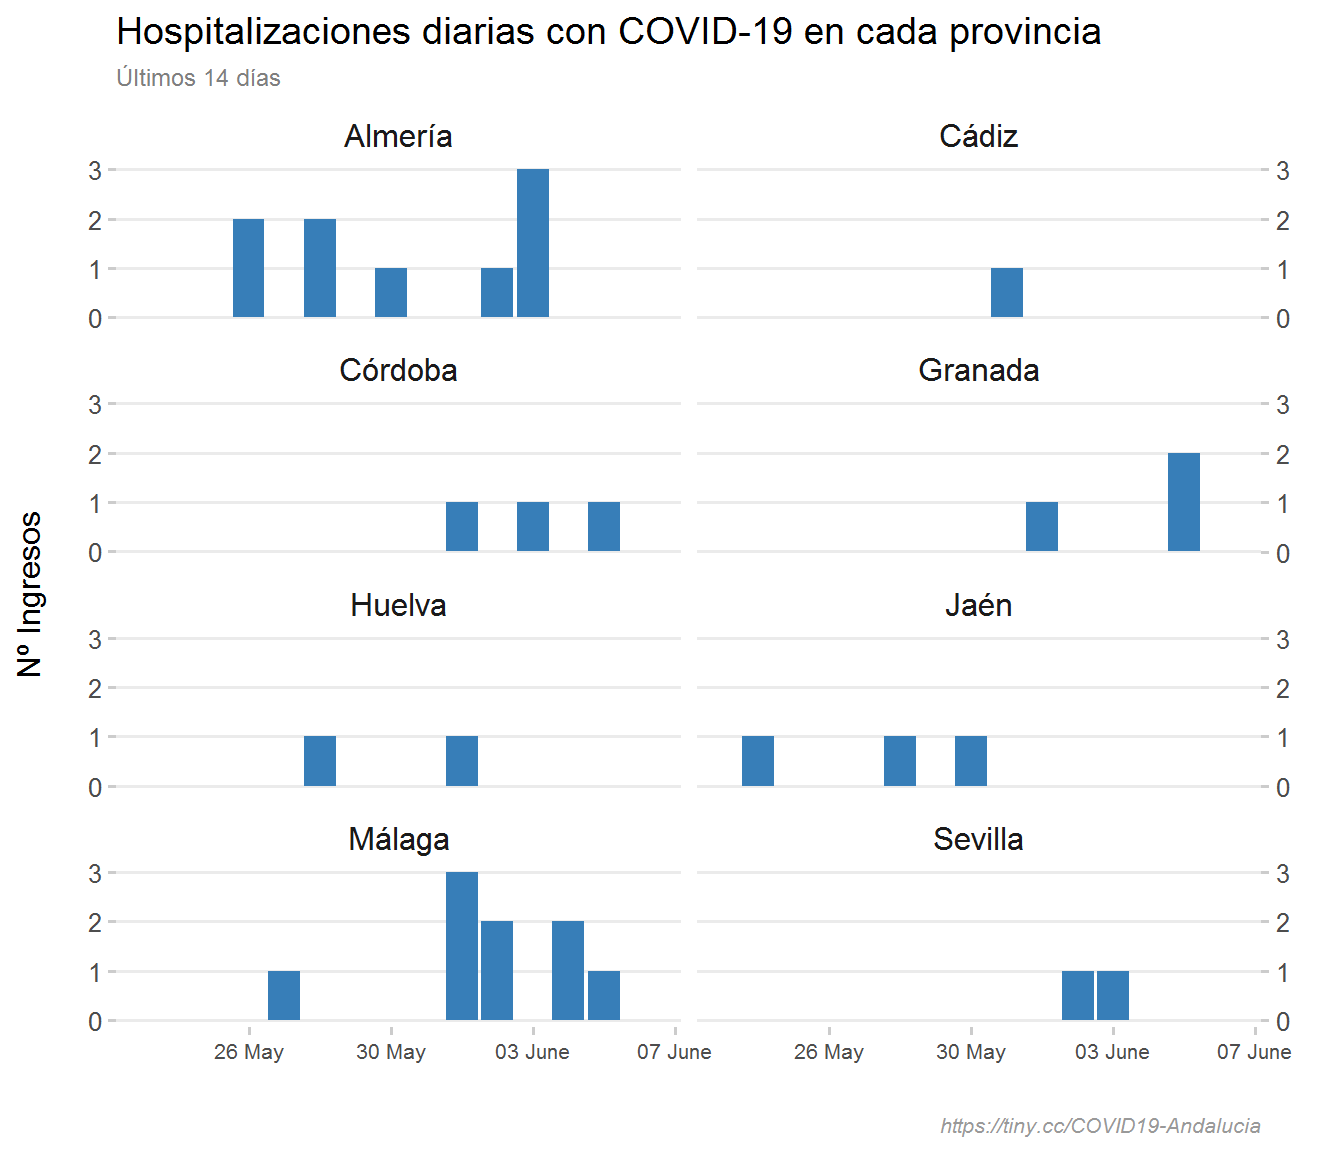 Hospitalizaciones diarias con COVID-19 en cada provincia
Últimos 14 días
Almería
Cádiz
3
2
1
0
3
2
1
0
Córdoba
Granada
3
2
1
0
3
2
1
0
Huelva
Jaén
3
2
1
0
3
2
1
0
Málaga
Sevilla
3
2
1
0
3
2
1
0
Nº Ingresos
26 May 30 May 03 June 07 June
26 May 30 May 03 June 07 June
https://tiny.cc/COVID19-Andalucia